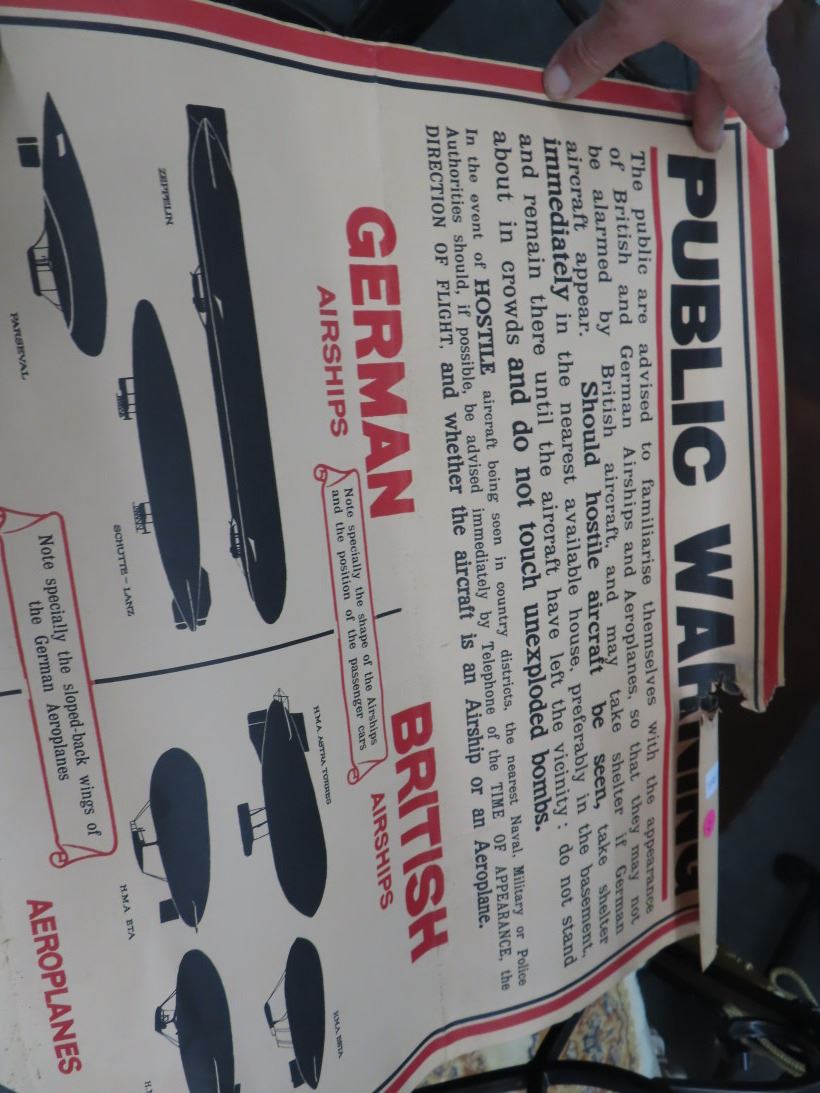 PUBLIC WARNING
The public are advised to familiarise themselves with the appearance
of British and German Airships and Aeroplanes, so that they may not
be alarmed by British aircraft, and may take shelter if German
aircraft appear. Should hostile aircraft be seen, take shelter
immediately in the nearest available house, preferably in the basement,
and remain there until the aircraft have left the vicinity: do not stand
about in crowds and do not touch unexploded bombs.
In the event of HOSTILE aircraft being seen in country districts, the nearest Naval, Military or Police
Authorities should, if possible, be advised immediately by Telephone of the TIME OF APPEARANCE, the
DIRECTION OF FLIGHT, and whether the aircraft is an Airship or an Aeroplane.
GERMAN
AIRSHIPS
Note specially the shape of the Airships
and the position of the passenger cars
BRITISH
AIRSHIPS
ZEPPELIN
SCHUTTE-LANZ
PARSEVAL
H.M.A. ASTRA-TORRES
H.M.A. BETA
H.M.A. ETA
H.
Note specially the sloped-back wings of
the German Aeroplanes
AEROPLANES